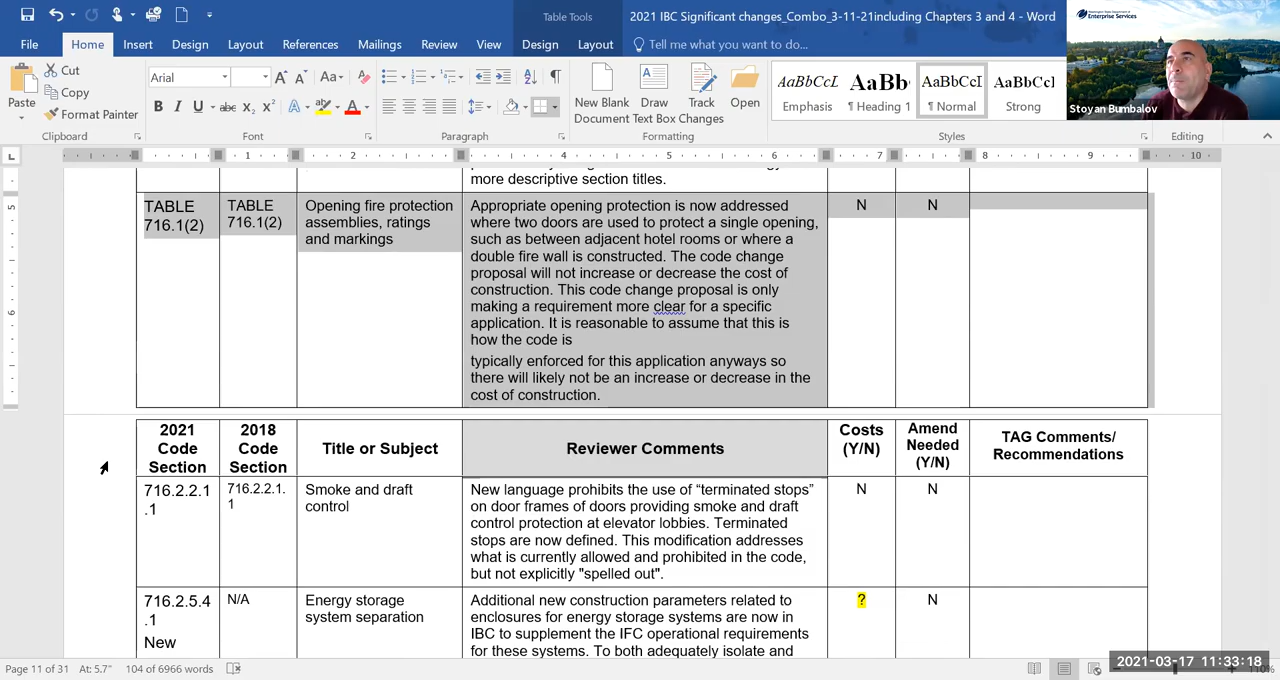 Table Tools
2021 IBC Significant changes_Combo_3-11-21including Chapters 3 and 4 - Word
Enterprise Services
File Home Insert Design Layout References Mailings Review View Design Layout Tell me what you want to do...
Cut
Copy
Format Painter
Paste
Arial
New Blank Document
Draw Text Box
Track Changes
Open
AaBbCcL
Emphasis
AaBb
¶ Heading 1
AaBbCcI
¶ Normal
AaBbCcI
Strong
Stoyan Bumbalov
Clipboard Font Paragraph Formatting Styles Editing
1 2 3 4 5 6 7 8 9 10
more descriptive section titles.
TABLE
716.1(2)
TABLE
716.1(2)
Opening fire protection
assemblies, ratings
and markings
Appropriate opening protection is now addressed
where two doors are used to protect a single opening,
such as between adjacent hotel rooms or where a
double fire wall is constructed. The code change
proposal will not increase or decrease the cost of
construction. This code change proposal is only
making a requirement more clear for a specific
application. It is reasonable to assume that this is
how the code is
typically enforced for this application anyways so
there will likely not be an increase or decrease in the
cost of construction.
N
N
2021
Code
Section
2018
Code
Section
Title or Subject
Reviewer Comments
Costs
(Y/N)
Amend
Needed
(Y/N)
TAG Comments/
Recommendations
716.2.2.1
.1
716.2.2.1.
1
Smoke and draft
control
New language prohibits the use of “terminated stops”
on door frames of doors providing smoke and draft
control protection at elevator lobbies. Terminated
stops are now defined. This modification addresses
what is currently allowed and prohibited in the code,
but not explicitly "spelled out".
N
N
716.2.5.4
.1
New
N/A
Energy storage
system separation
Additional new construction parameters related to
enclosures for energy storage systems are now in
IBC to supplement the IFC operational requirements
for these systems. To both adequately isolate and
?
N
Page 11 of 31 At: 5.7" 104 of 6966 words
2021-03-17 11:33:18